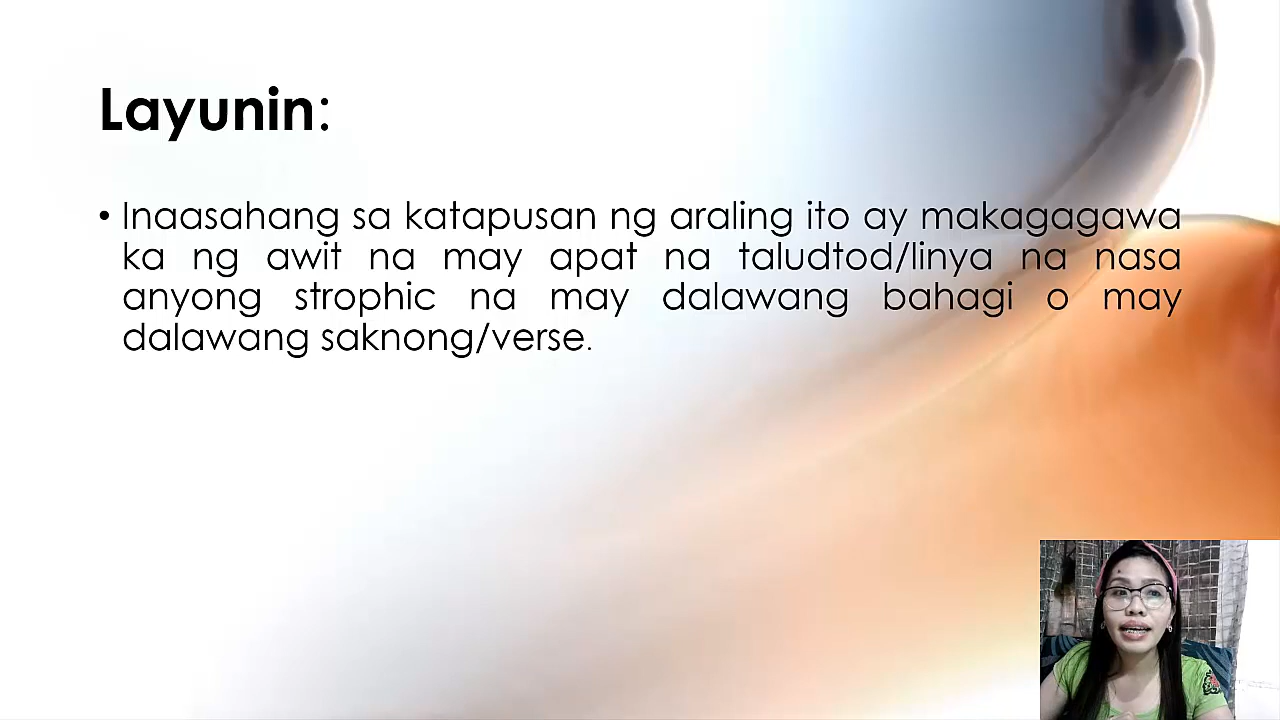 Layunin:
• Inaasahang sa katapusan ng araling ito ay makagagawa
ka ng awit na may apat na taludtod/linya na nasa
anyong strophic na may dalawang bahagi o may
dalawang saknong/verse.